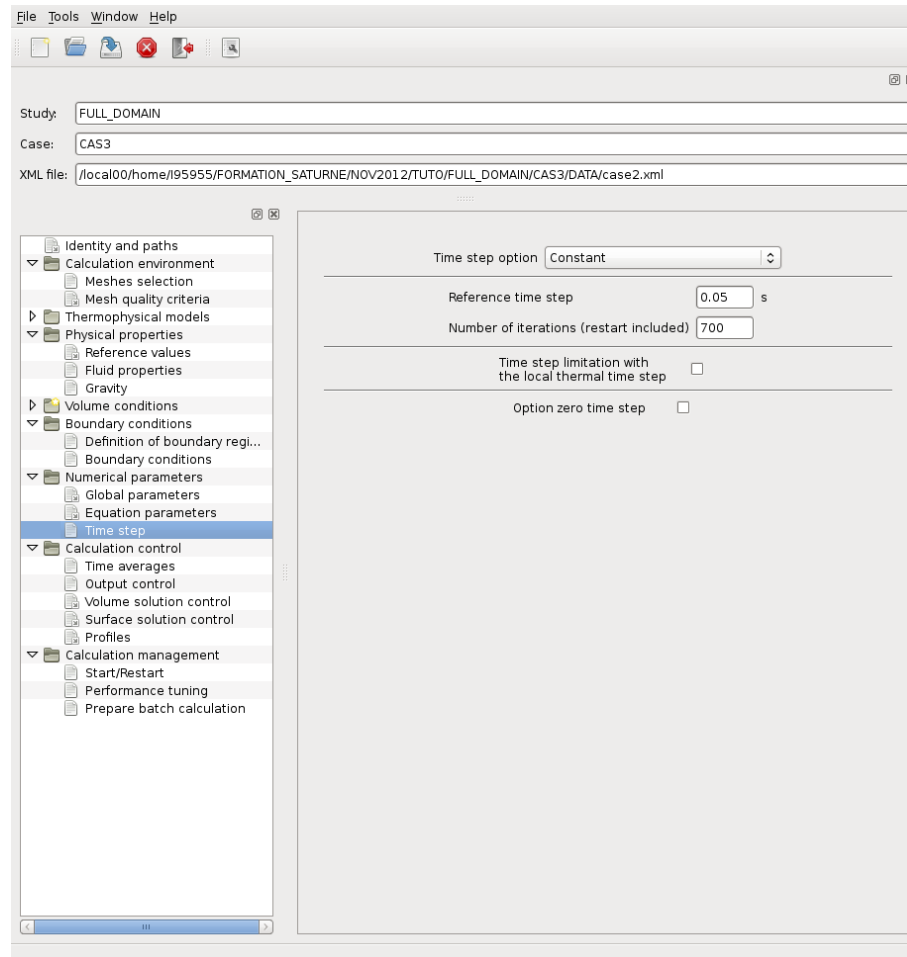 File Tools Window Help
Study: FULL_DOMAIN
Case: CAS3
XML file: /local00/home/I95955/FORMATION_SATURNE/NOV2012/TUTO/FULL_DOMAIN/CAS3/DATA/case2.xml
Identity and paths
Calculation environment
Meshes selection
Mesh quality criteria
Thermophysical models
Physical properties
Reference values
Fluid properties
Gravity
Volume conditions
Boundary conditions
Definition of boundary regi...
Boundary conditions
Numerical parameters
Global parameters
Equation parameters
Time step
Calculation control
Time averages
Output control
Volume solution control
Surface solution control
Profiles
Calculation management
Start/Restart
Performance tuning
Prepare batch calculation
Time step option Constant
Reference time step 0.05 s
Number of iterations (restart included) 700
Time step limitation with
the local thermal time step
Option zero time step